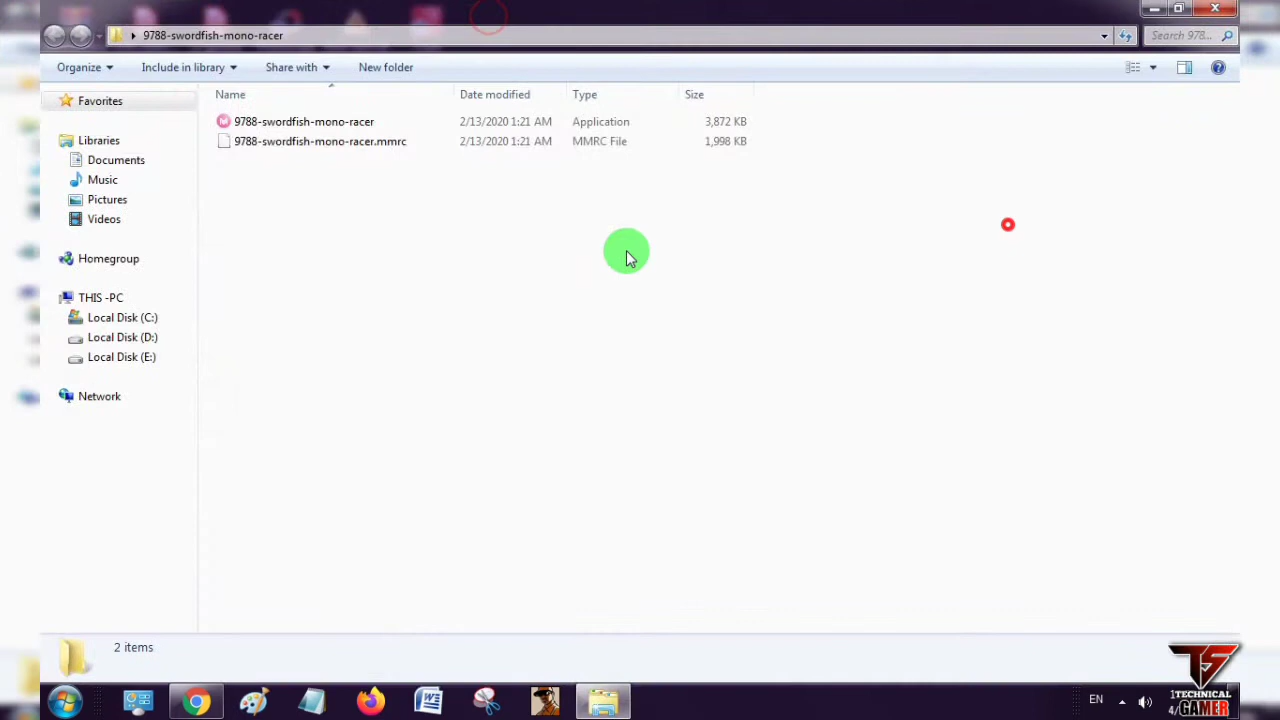 9788-swordfish-mono-racer
Search 978...
Organize
Include in library
Share with
New folder
Favorites
Name
Date modified
Type
Size
9788-swordfish-mono-racer
2/13/2020 1:21 AM
Application
3,872 KB
9788-swordfish-mono-racer.mmrc
2/13/2020 1:21 AM
MMRC File
1,998 KB
Libraries
Documents
Music
Pictures
Videos
Homegroup
THIS -PC
Local Disk (C:)
Local Disk (D:)
Local Disk (E:)
Network
2 items
EN
TECHNICAL
GAMER